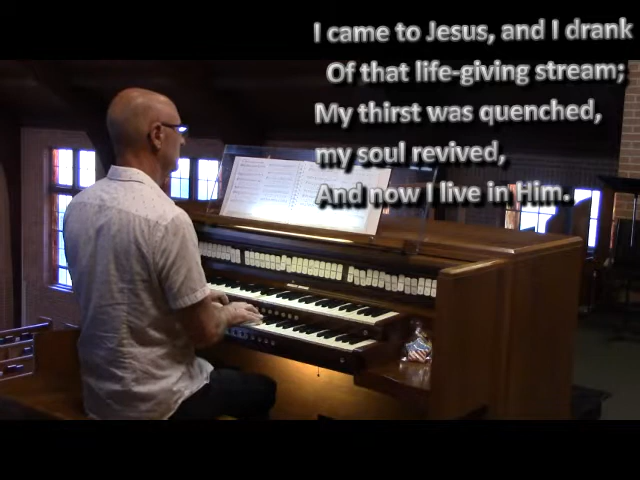 I came to Jesus, and I drank
Of that life-giving stream;
My thirst was quenched,
my soul revived,
And now I live in Him.